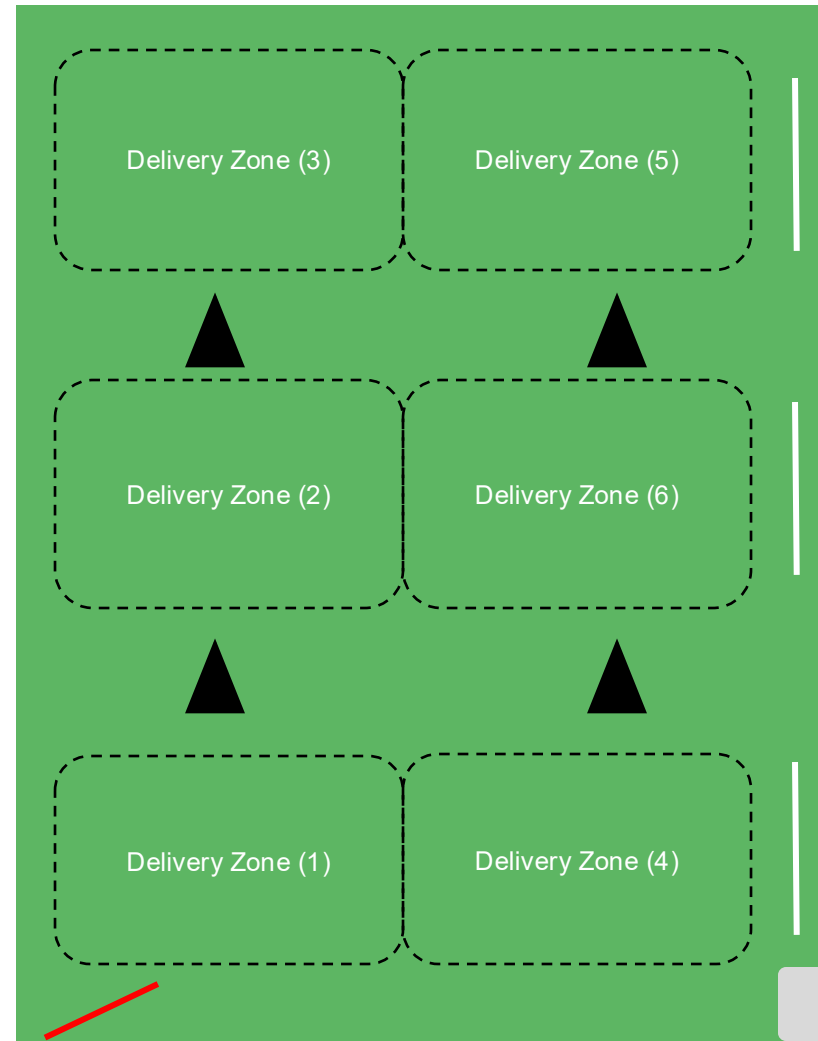 Delivery Zone (3)
Delivery Zone (5)
Delivery Zone (2)
Delivery Zone (6)
Delivery Zone (1)
Delivery Zone (4)